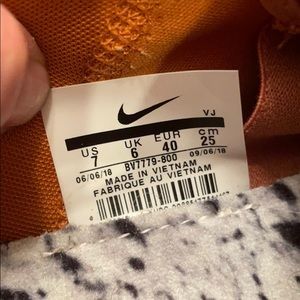 VJ
US UK EUR cm
7 6 40 25
06/06/18 BV7779-800 09/06/18
MADE IN VIETNAM
FABRIQUE AU VIETNAM